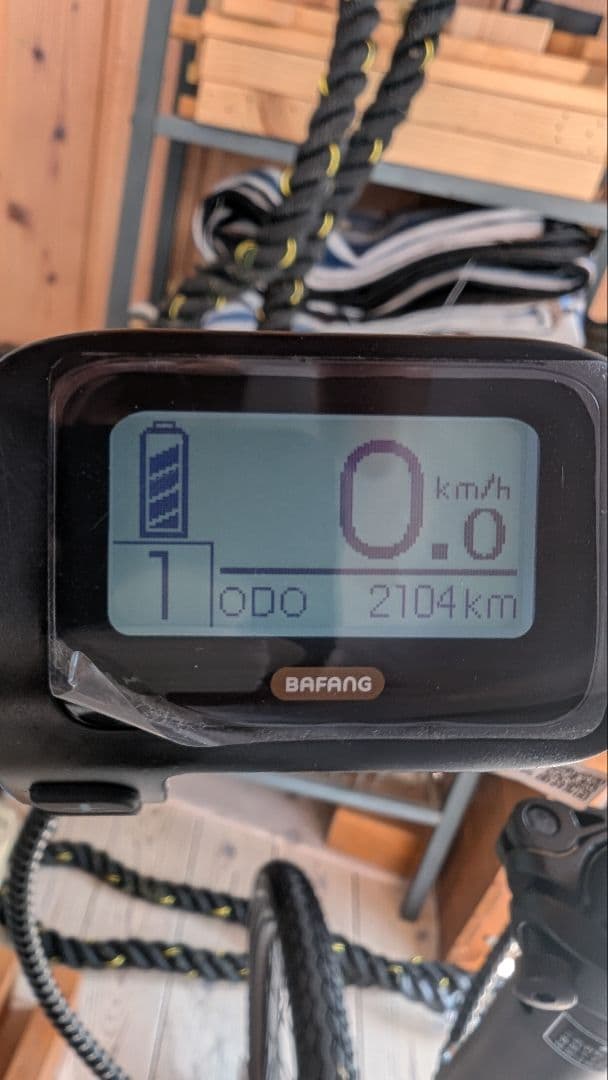 0.0 km/h
1
ODO 2104km
BAFANG